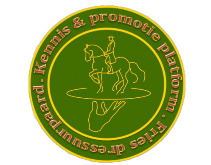 Kennis & promotie platform .
Fries dressuurpaard .